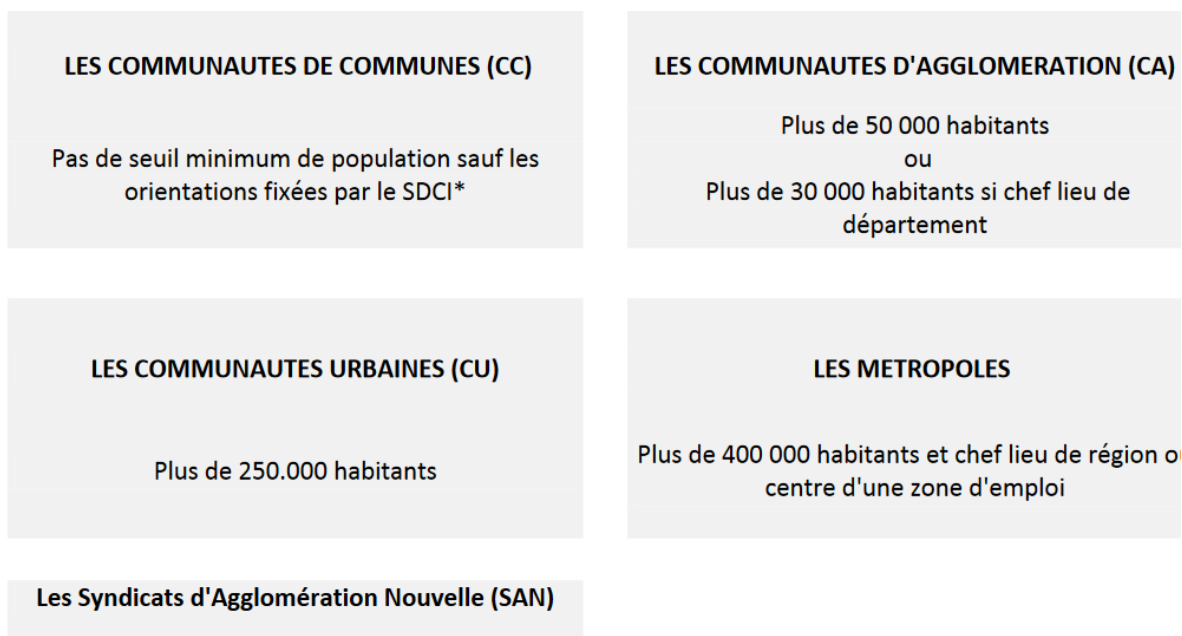 LES COMMUNAUTES DE COMMUNES (CC)
Pas de seuil minimum de population sauf les
orientations fixées par le SDCI*
LES COMMUNAUTES D'AGGLOMERATION (CA)
Plus de 50 000 habitants
ou
Plus de 30 000 habitants si chef lieu de
département
LES COMMUNAUTES URBAINES (CU)
Plus de 250.000 habitants
LES METROPOLES
Plus de 400 000 habitants et chef lieu de région ou
centre d'une zone d'emploi
Les Syndicats d'Agglomération Nouvelle (SAN)